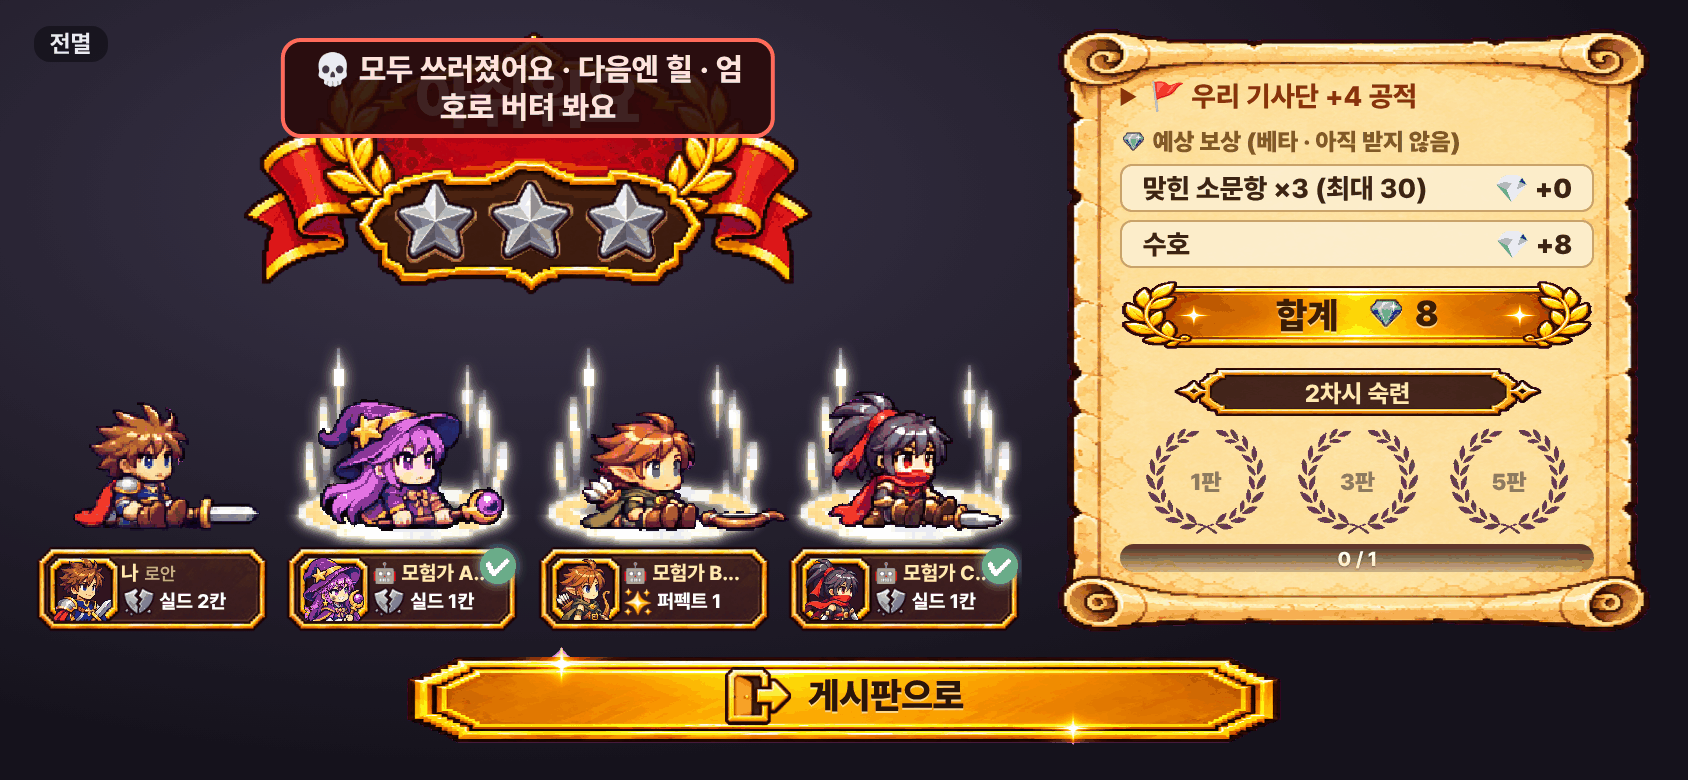 전멸
💀 모두 쓰러졌어요 · 다음엔 힐 · 엄
호로 버텨 봐요
▶ 🚩 우리 기사단 +4 공적
💎 예상 보상 (베타 · 아직 받지 않음)
맞힌 소문항 ×3 (최대 30) +0
수호 +8
합계 💎 8
2차시 숙련
1판 3판 5판
0 / 1
나 로안
실드 2칸
🤖 모험가 A...
실드 1칸
🤖 모험가 B...
✨ 퍼펙트 1
🤖 모험가 C...
실드 1칸
게시판으로